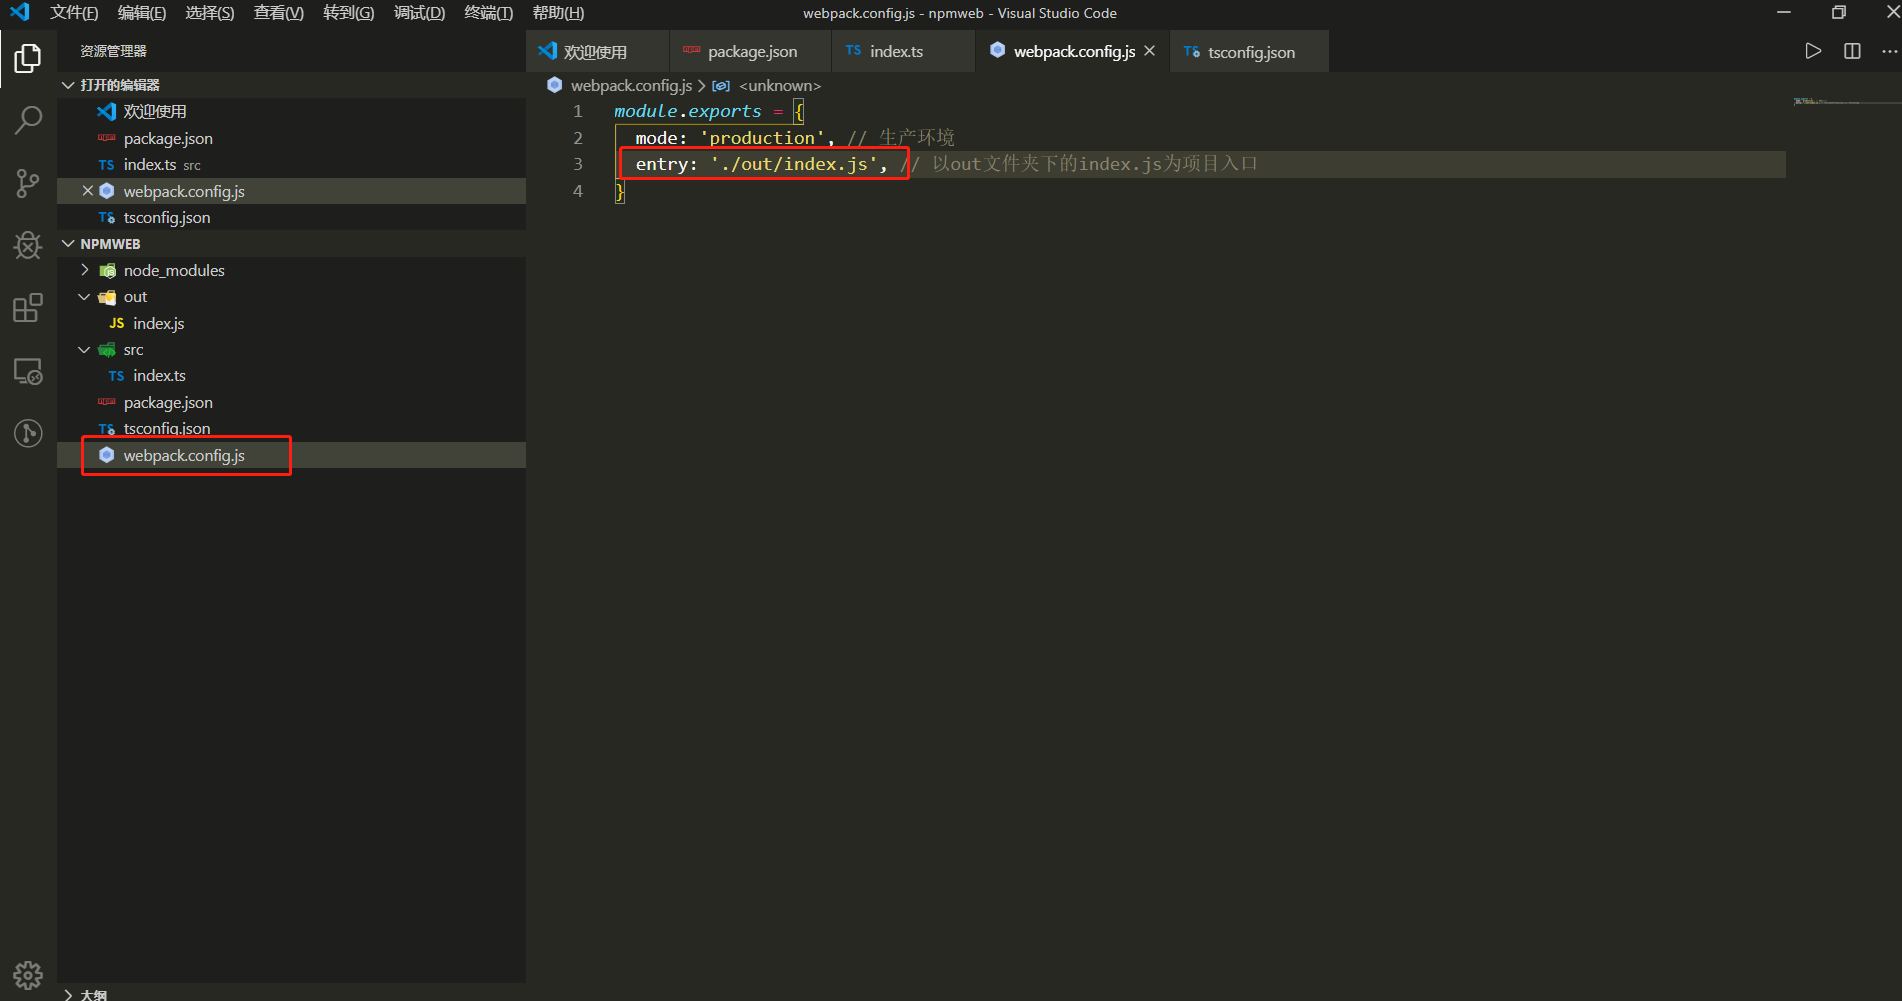 文件(F) 编辑(E) 选择(S) 查看(V) 转到(G) 调试(D) 终端(T) 帮助(H) webpack.config.js - npmweb - Visual Studio Code
资源管理器
打开的编辑器
欢迎使用
package.json
TS index.ts src
webpack.config.js
TS tsconfig.json
NPMWEB
node_modules
out
JS index.js
src
TS index.ts
package.json
TS tsconfig.json
webpack.config.js
大纲
欢迎使用 package.json TS index.ts webpack.config.js TS tsconfig.json
webpack.config.js > <unknown>
1 module.exports = {
2 mode: 'production', // 生产环境
3 entry: './out/index.js', // 以out文件夹下的index.js为项目入口
4 }